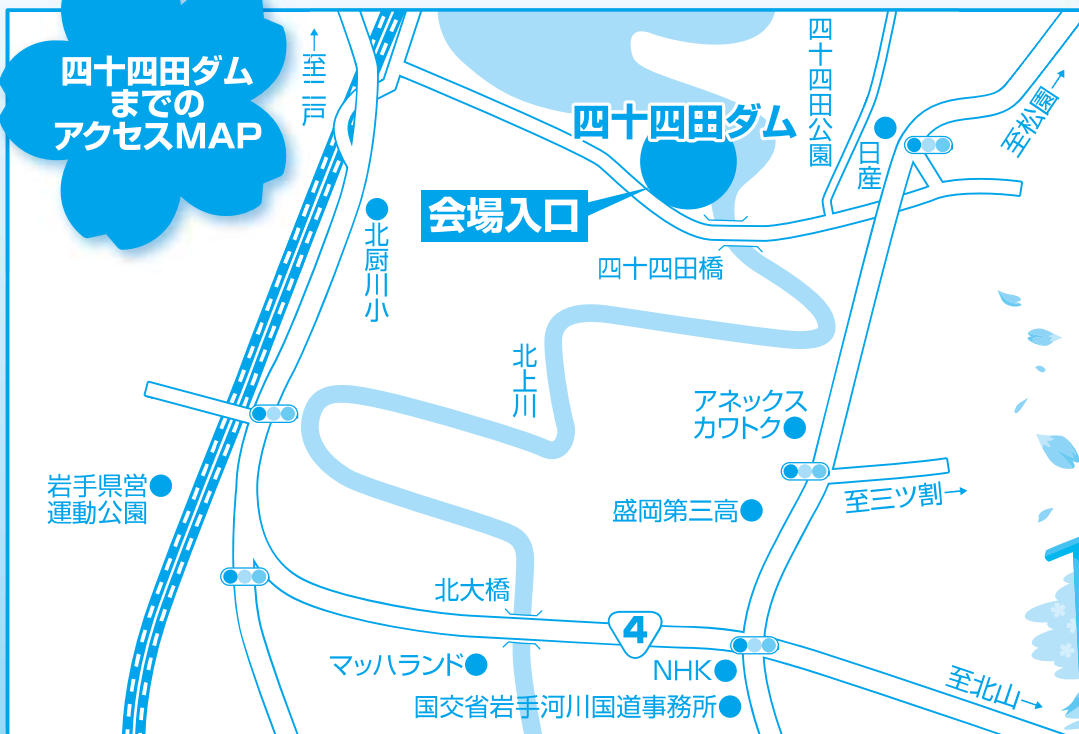 四十四田ダム
までの
アクセスMAP
←至二戸
四十四田公園
四十四田ダム
日産
至松園→
会場入口
北厨川小
四十四田橋
北上川
アネックス
カワトク
岩手県営
運動公園
盛岡第三高
至三ツ割→
北大橋
4
マッハランド
NHK
国交省岩手河川国道事務所
至北山→